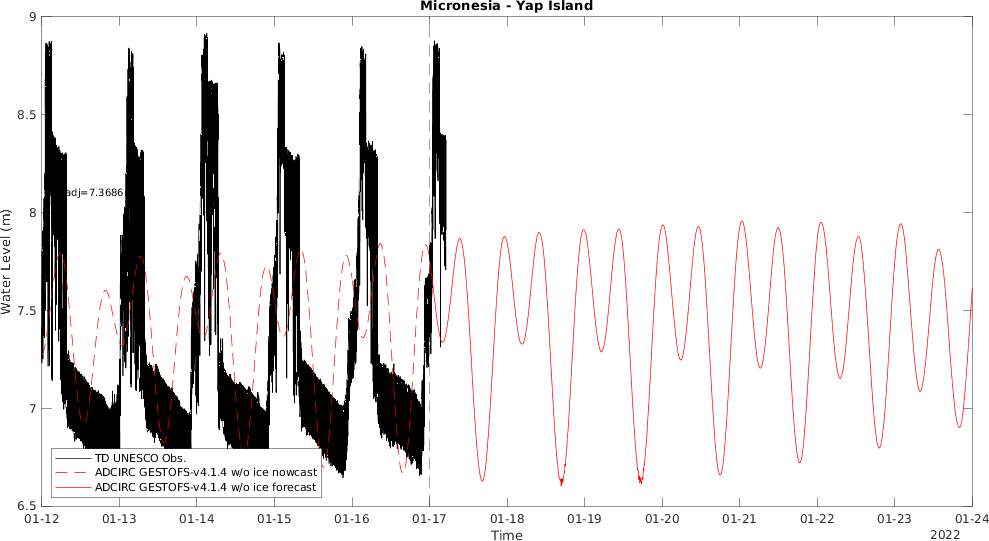 Micronesia - Yap Island
9
8.5
8
7.5
7
6.5
Water Level (m)
adj=7.3686
TD UNESCO Obs.
ADCIRC GESTOFS-v4.1.4 w/o ice nowcast
ADCIRC GESTOFS-v4.1.4 w/o ice forecast
01-12 01-13 01-14 01-15 01-16 01-17 01-18 01-19 01-20 01-21 01-22 01-23 01-24
Time
2022